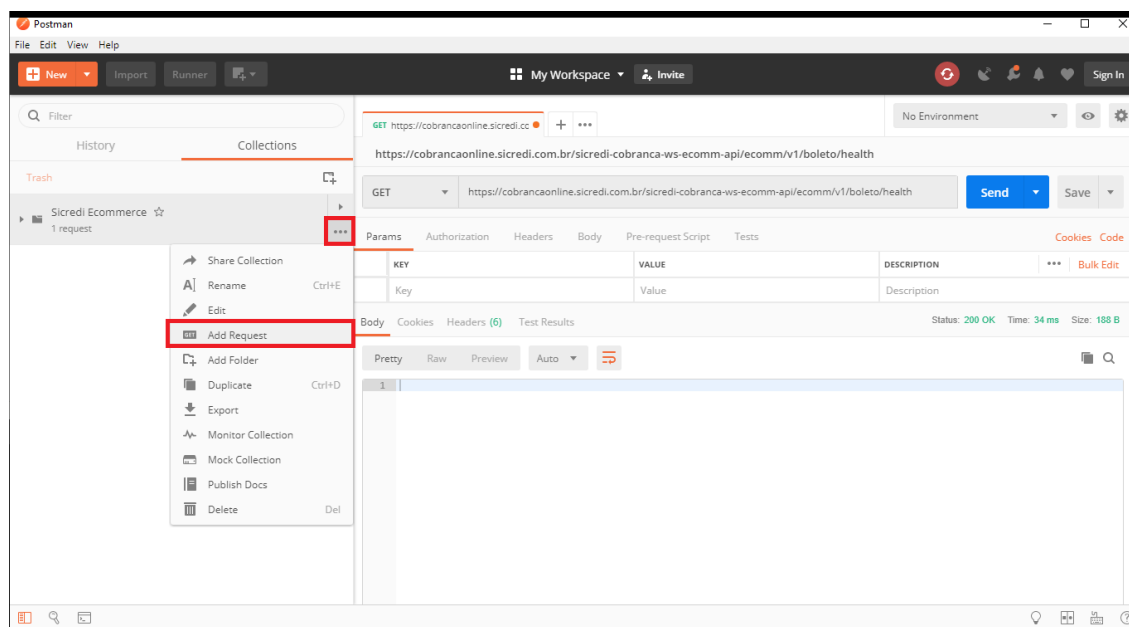 Postman
File Edit View Help
New Import Runner My Workspace Invite Sign In
Filter
History Collections
Trash
Sicredi Ecommerce
1 request
Share Collection
Rename Ctrl+E
Edit
GET Add Request
Add Folder
Duplicate Ctrl+D
Export
Monitor Collection
Mock Collection
Publish Docs
Delete Del
GET https://cobrancaonline.sicredi.cc
No Environment
https://cobrancaonline.sicredi.com.br/sicredi-cobranca-ws-ecomm-api/ecomm/v1/boleto/health
GET https://cobrancaonline.sicredi.com.br/sicredi-cobranca-ws-ecomm-api/ecomm/v1/boleto/health Send Save
Params Authorization Headers Body Pre-request Script Tests Cookies Code
KEY VALUE DESCRIPTION Bulk Edit
Key Value Description
Body Cookies Headers (6) Test Results Status: 200 OK Time: 34 ms Size: 188 B
Pretty Raw Preview Auto
1